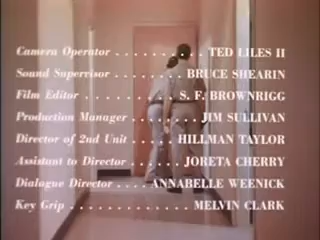 Camera Operator . . . . . . . . . . TED LILES II
Sound Supervisor . . . . . . . . BRUCE SHEARIN
Film Editor . . . . . . . . . . . S. F. BROWNRIGG
Production Manager . . . . . . . . JIM SULLIVAN
Director of 2nd Unit . . . . . HILLMAN TAYLOR
Assistant to Director . . . . . JORETA CHERRY
Dialogue Director . . . . ANNABELLE WEENICK
Key Grip . . . . . . . . . . . . . MELVIN CLARK